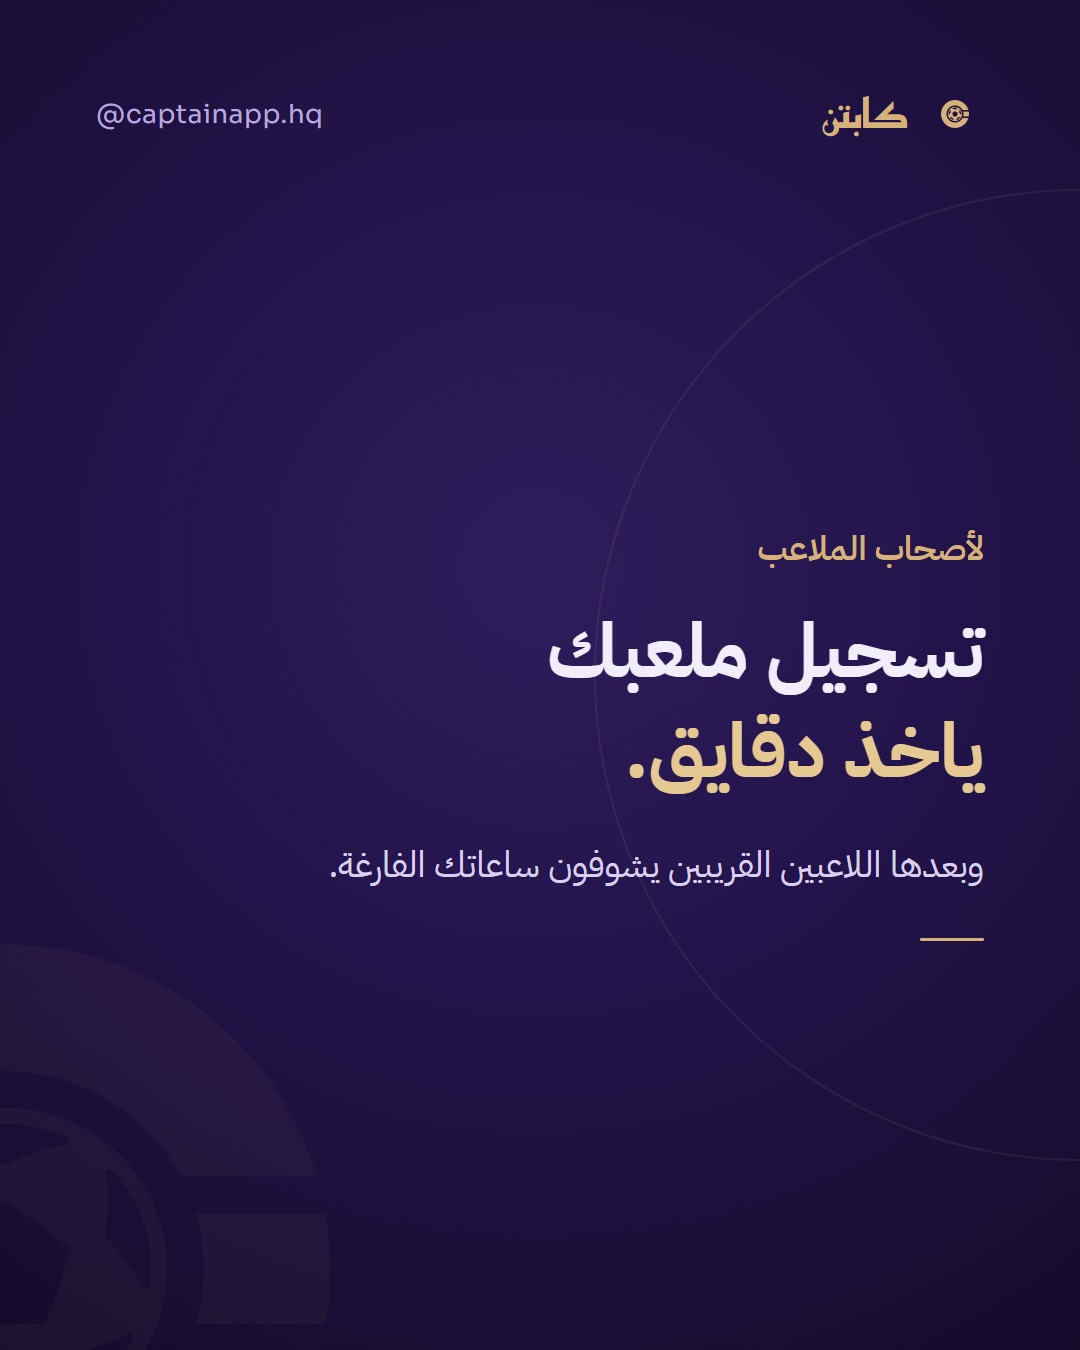 كابتن
@captainapp.hq
لأصحاب الملاعب
تسجيل ملعبك
ياخذ دقايق.
وبعدها اللاعبين القريبين يشوفون ساعاتك الفارغة.